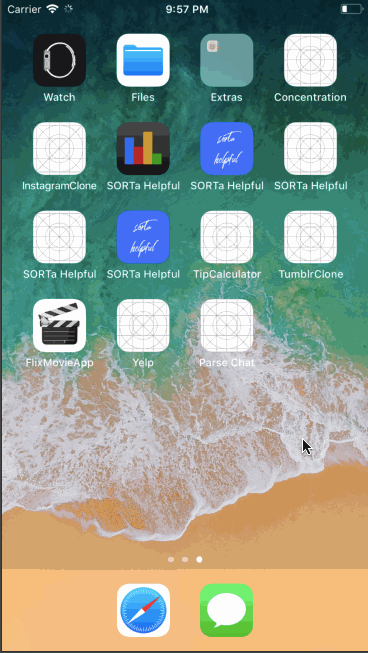 Carrier 9:57 PM
Watch Files Extras Concentration
sorta
helpful
InstagramClone SORTa Helpful SORTa Helpful SORTa Helpful
sorta
helpful
SORTa Helpful SORTa Helpful TipCalculator TumblrClone
FlixMovieApp Yelp Parse Chat